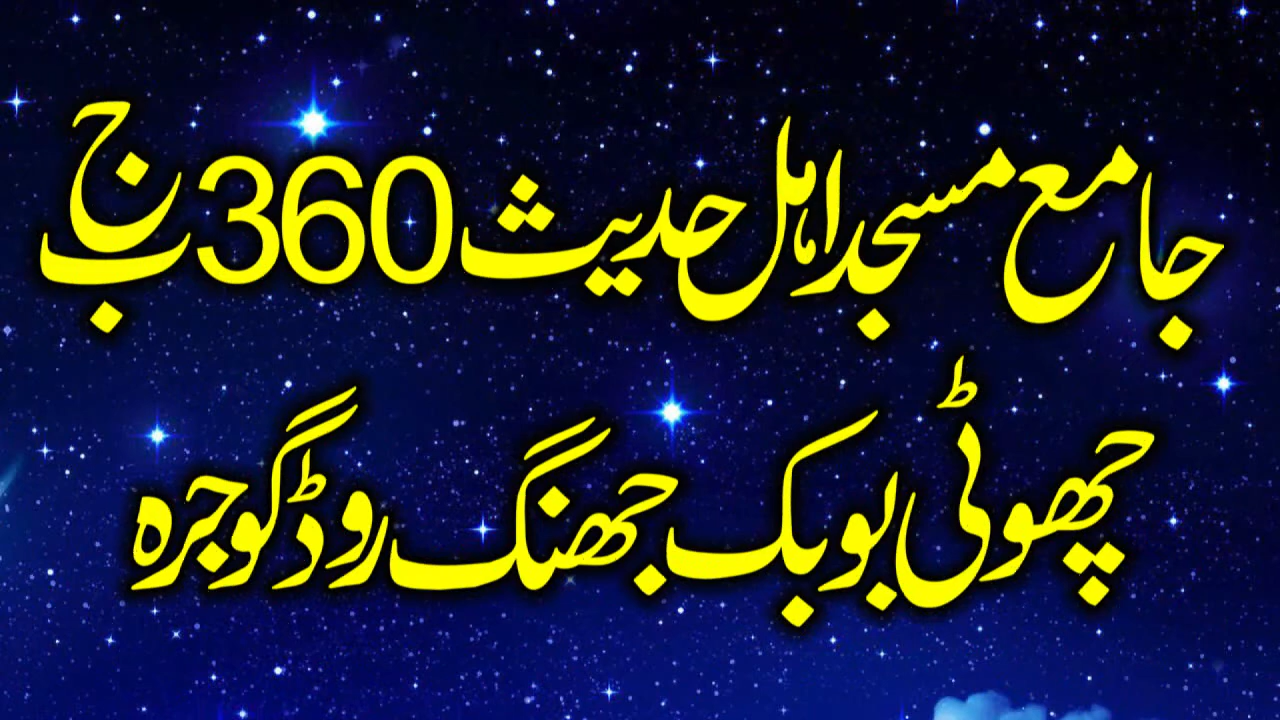 جامع مسجد اہل حدیث 360 ج ب
چھوٹی بوبک جھنگ روڈ گوجرہ